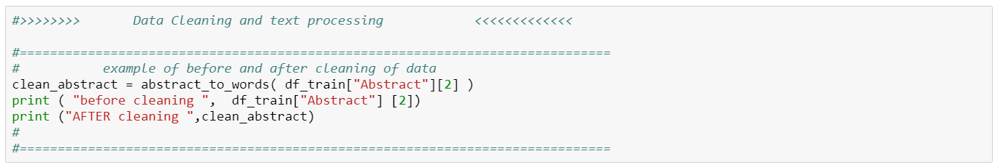 #>>>>>>>>       Data Cleaning and text processing            <<<<<<<<<<<<<
#==============================================================================
#           example of before and after cleaning of data
clean_abstract = abstract_to_words( df_train["Abstract"][2] )
print ( "before cleaning ",  df_train["Abstract"] [2])
print ("AFTER cleaning ",clean_abstract)
#
#==============================================================================